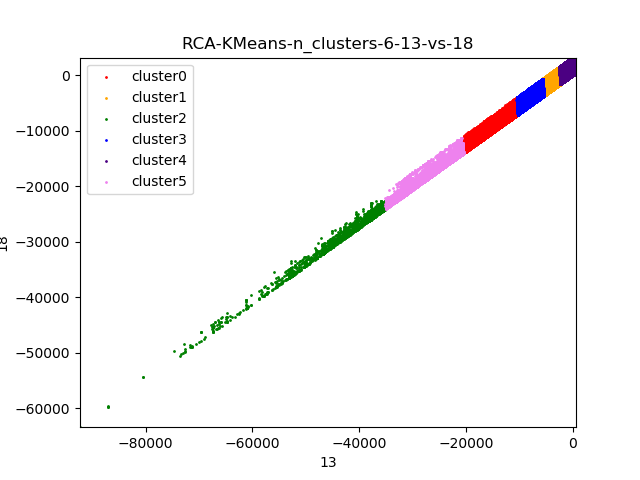 RCA-KMeans-n_clusters-6-13-vs-18
cluster0
cluster1
cluster2
cluster3
cluster4
cluster5
0
−10000
−20000
−30000
−40000
−50000
−60000
18
−80000
−60000
−40000
−20000
0
13